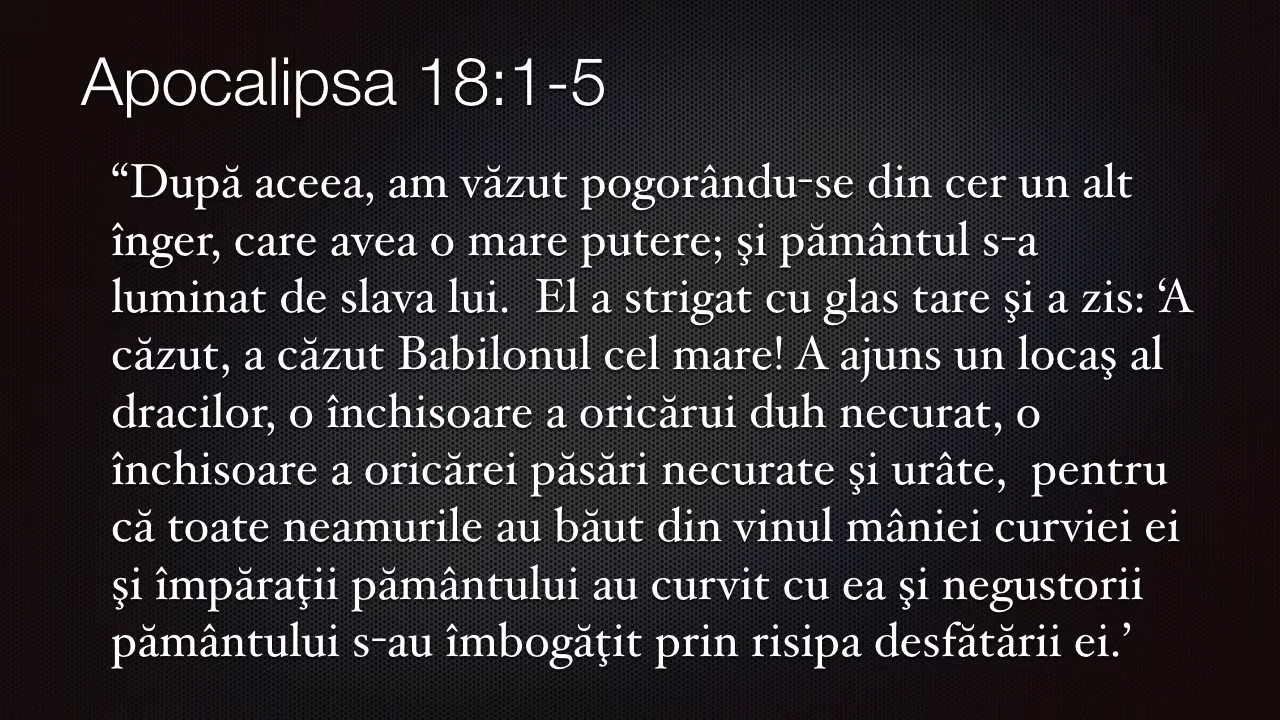 Apocalipsa 18:1-5
“După aceea, am văzut pogorându-se din cer un alt
înger, care avea o mare putere; şi pământul s-a
luminat de slava lui.  El a strigat cu glas tare şi a zis: ‘A
căzut, a căzut Babilonul cel mare! A ajuns un locaş al
dracilor, o închisoare a oricărui duh necurat, o
închisoare a oricărei păsări necurate şi urâte,  pentru
că toate neamurile au băut din vinul mâniei curviei ei
şi împăraţii pământului au curvit cu ea şi negustorii
pământului s-au îmbogăţit prin risipa desfătării ei.’